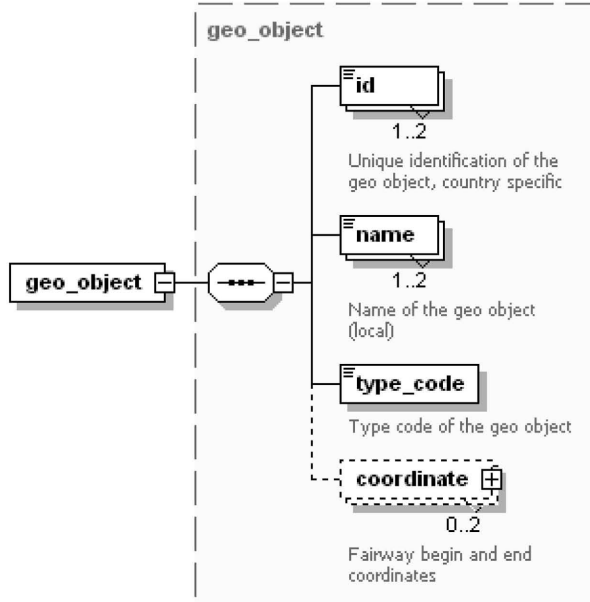 geo_object
id
1..2
Unique identification of the
geo object, country specific
name
1..2
geo_object
Name of the geo object
(local)
type_code
Type code of the geo object
coordinate
0..2
Fairway begin and end
coordinates